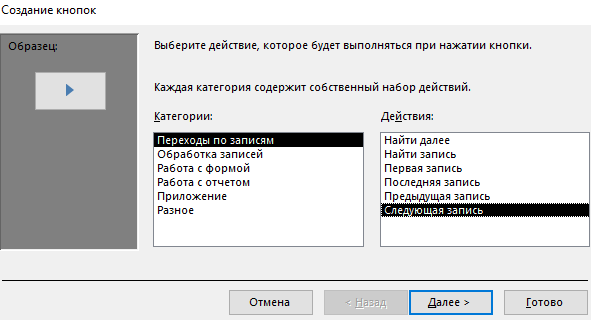 Создание кнопок
Образец:
Выберите действие, которое будет выполняться при нажатии кнопки.
Каждая категория содержит собственный набор действий.
Категории:
Переходы по записям
Обработка записей
Работа с формой
Работа с отчетом
Приложение
Разное
Действия:
Найти далее
Найти запись
Первая запись
Последняя запись
Предыдущая запись
Следующая запись
Отмена
< Назад
Далее >
Готово